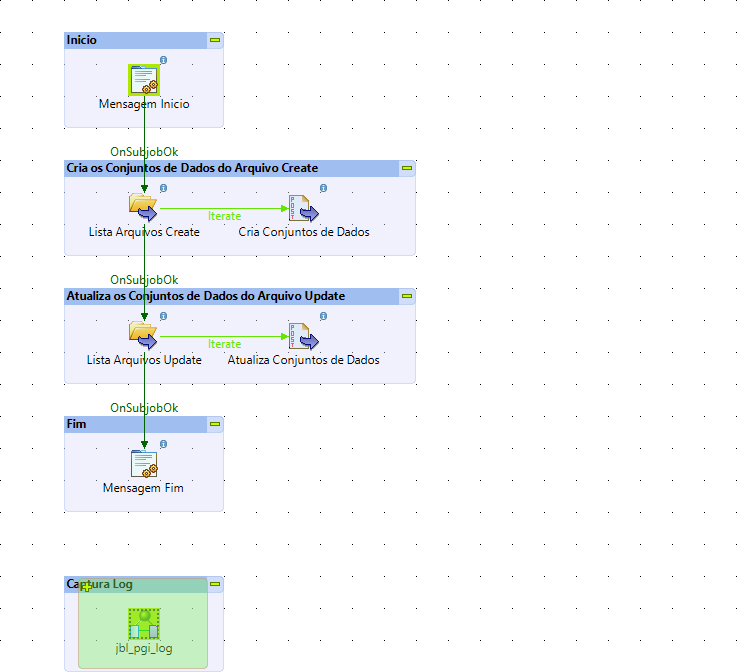 Inicio
Mensagem Inicio
OnSubjobOk
Cria os Conjuntos de Dados do Arquivo Create
Iterate
Lista Arquivos Create
Cria Conjuntos de Dados
OnSubjobOk
Atualiza os Conjuntos de Dados do Arquivo Update
Iterate
Lista Arquivos Update
Atualiza Conjuntos de Dados
OnSubjobOk
Fim
Mensagem Fim
Captura Log
jbl_pgi_log